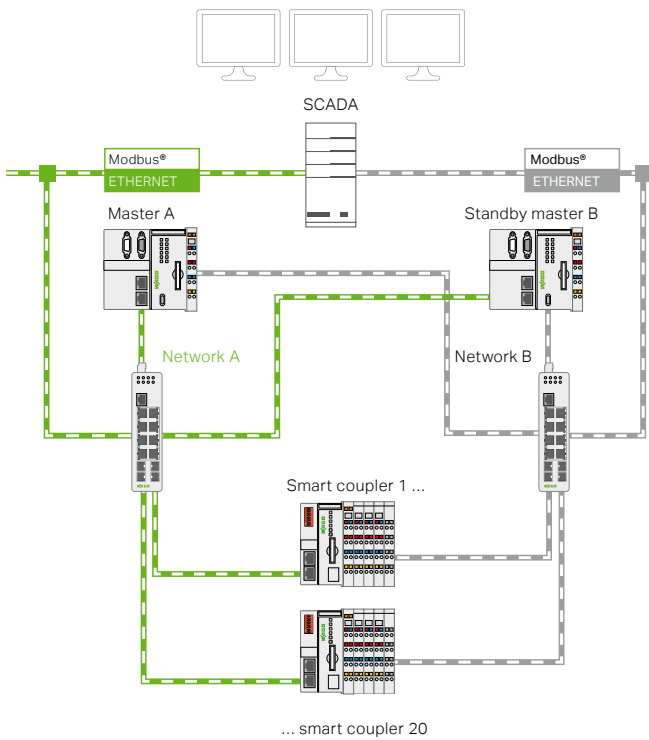 SCADA
Modbus®
ETHERNET
Modbus®
ETHERNET
Master A
Standby master B
Network A
Network B
Smart coupler 1 ...
... smart coupler 20